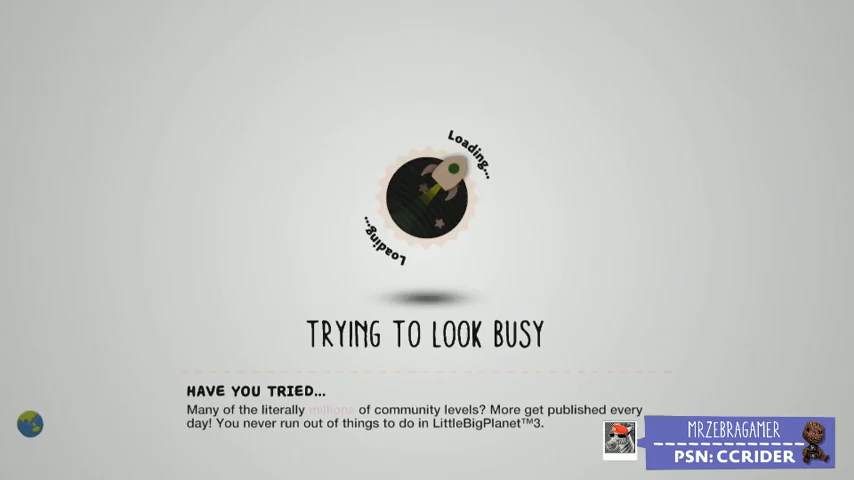 Loading...
Loading...
TRYING TO LOOK BUSY
HAVE YOU TRIED...
Many of the literally millions of community levels? More get published every
day! You never run out of things to do in LittleBigPlanet™3.
MRZEBRAGAMER
PSN: CCRIDER